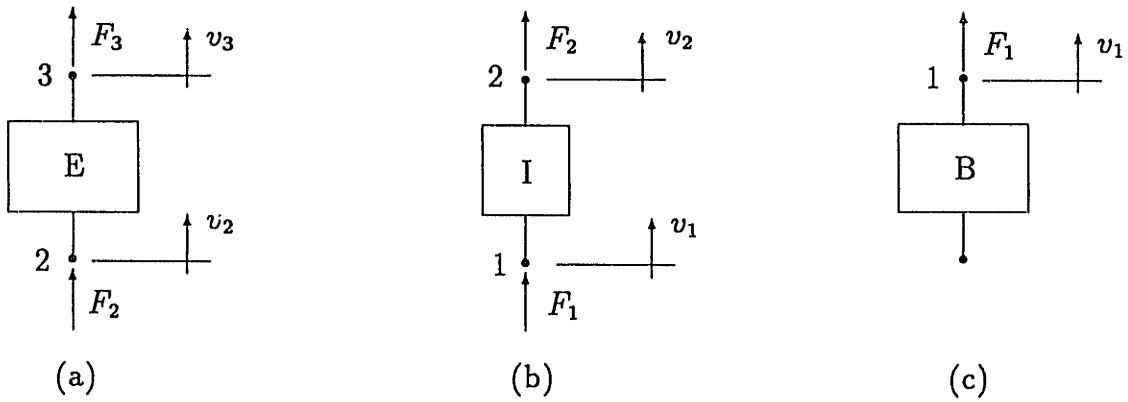 F₃ v₃
3
E
v₂
2
F₂
(a)
F₂ v₂
2
I
v₁
1
F₁
(b)
F₁ v₁
1
B
(c)